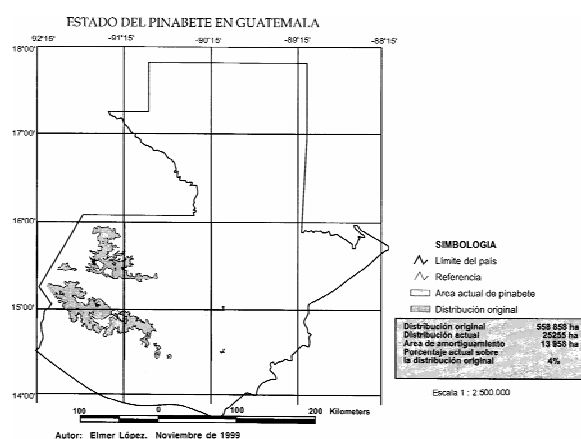 ESTADO DEL PINABETE EN GUATEMALA
-92°15' -91°15' -90°15' -89°15' -88°15'
18°00'
17°00'
16°00'
15°00'
14°00'
SIMBOLOGIA
Límite del país
Referencia
Area actual de pinabete
Distribución original
Distribución original 558 858 ha
Distribución actual 25255 ha
Area de amortiguamiento 13 958 ha
Porcentaje actual sobre
la distribución original 4%
Escala 1 : 2:500.000
100 0 100 200 Kilometers
Autor: Elmer López. Noviembre de 1999